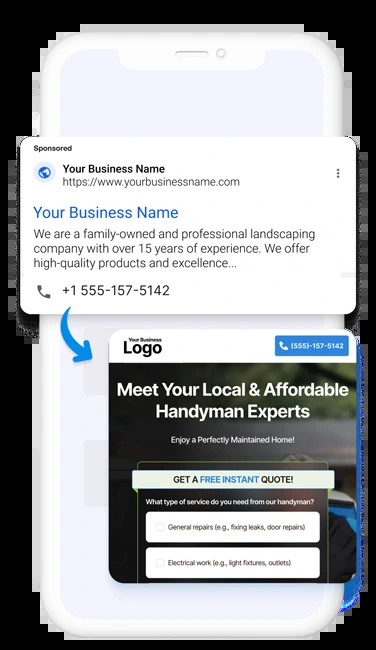 Sponsored
Your Business Name
https://www.yourbusinessname.com
Your Business Name
We are a family-owned and professional landscaping
company with over 15 years of experience. We offer
high-quality products and excellence...
+1 555-157-5142
Your Business
Logo
(555)-157-5142
Meet Your Local & Affordable
Handyman Experts
Enjoy a Perfectly Maintained Home!
GET A FREE INSTANT QUOTE!
What type of service do you need from our handyman?
General repairs (e.g., fixing leaks, door repairs)
Electrical work (e.g., light fixtures, outlets)